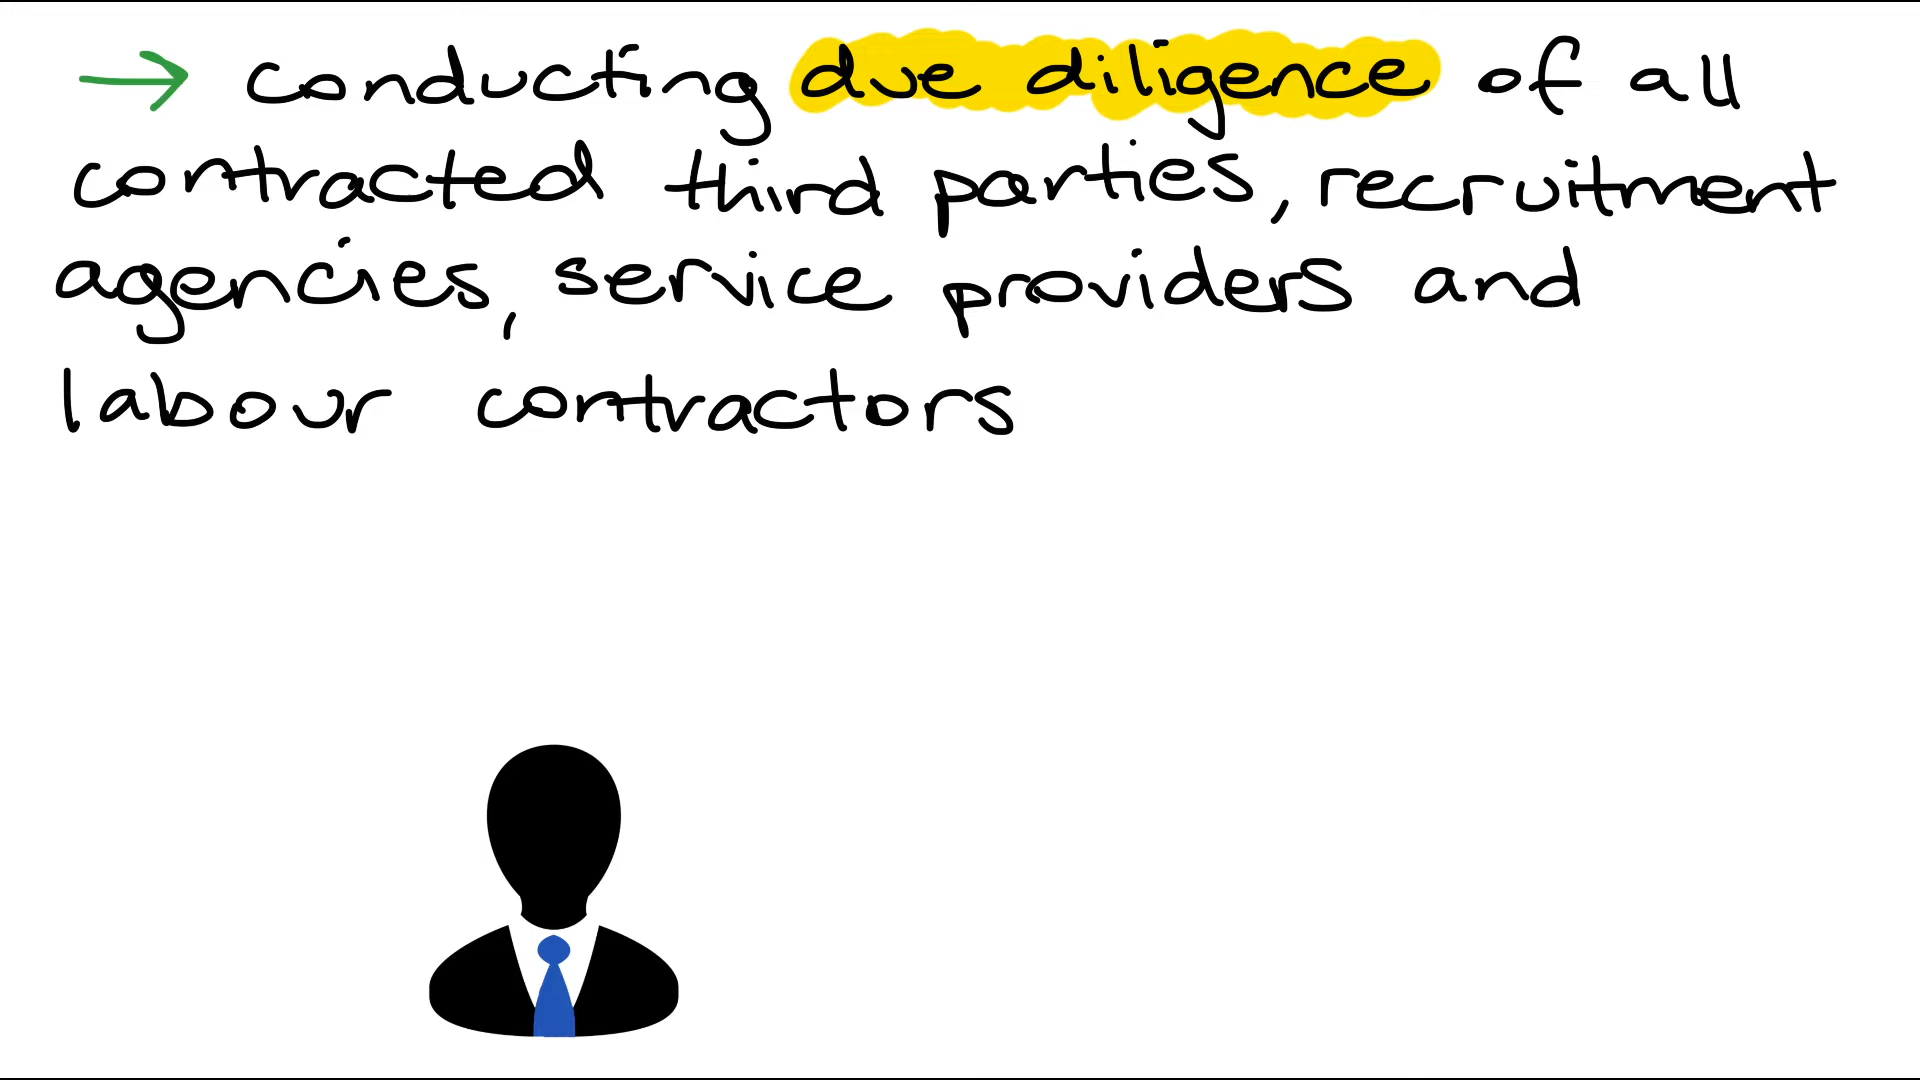 → conducting due diligence of all
contracted third parties, recruitment
agencies, service providers and
labour contractors